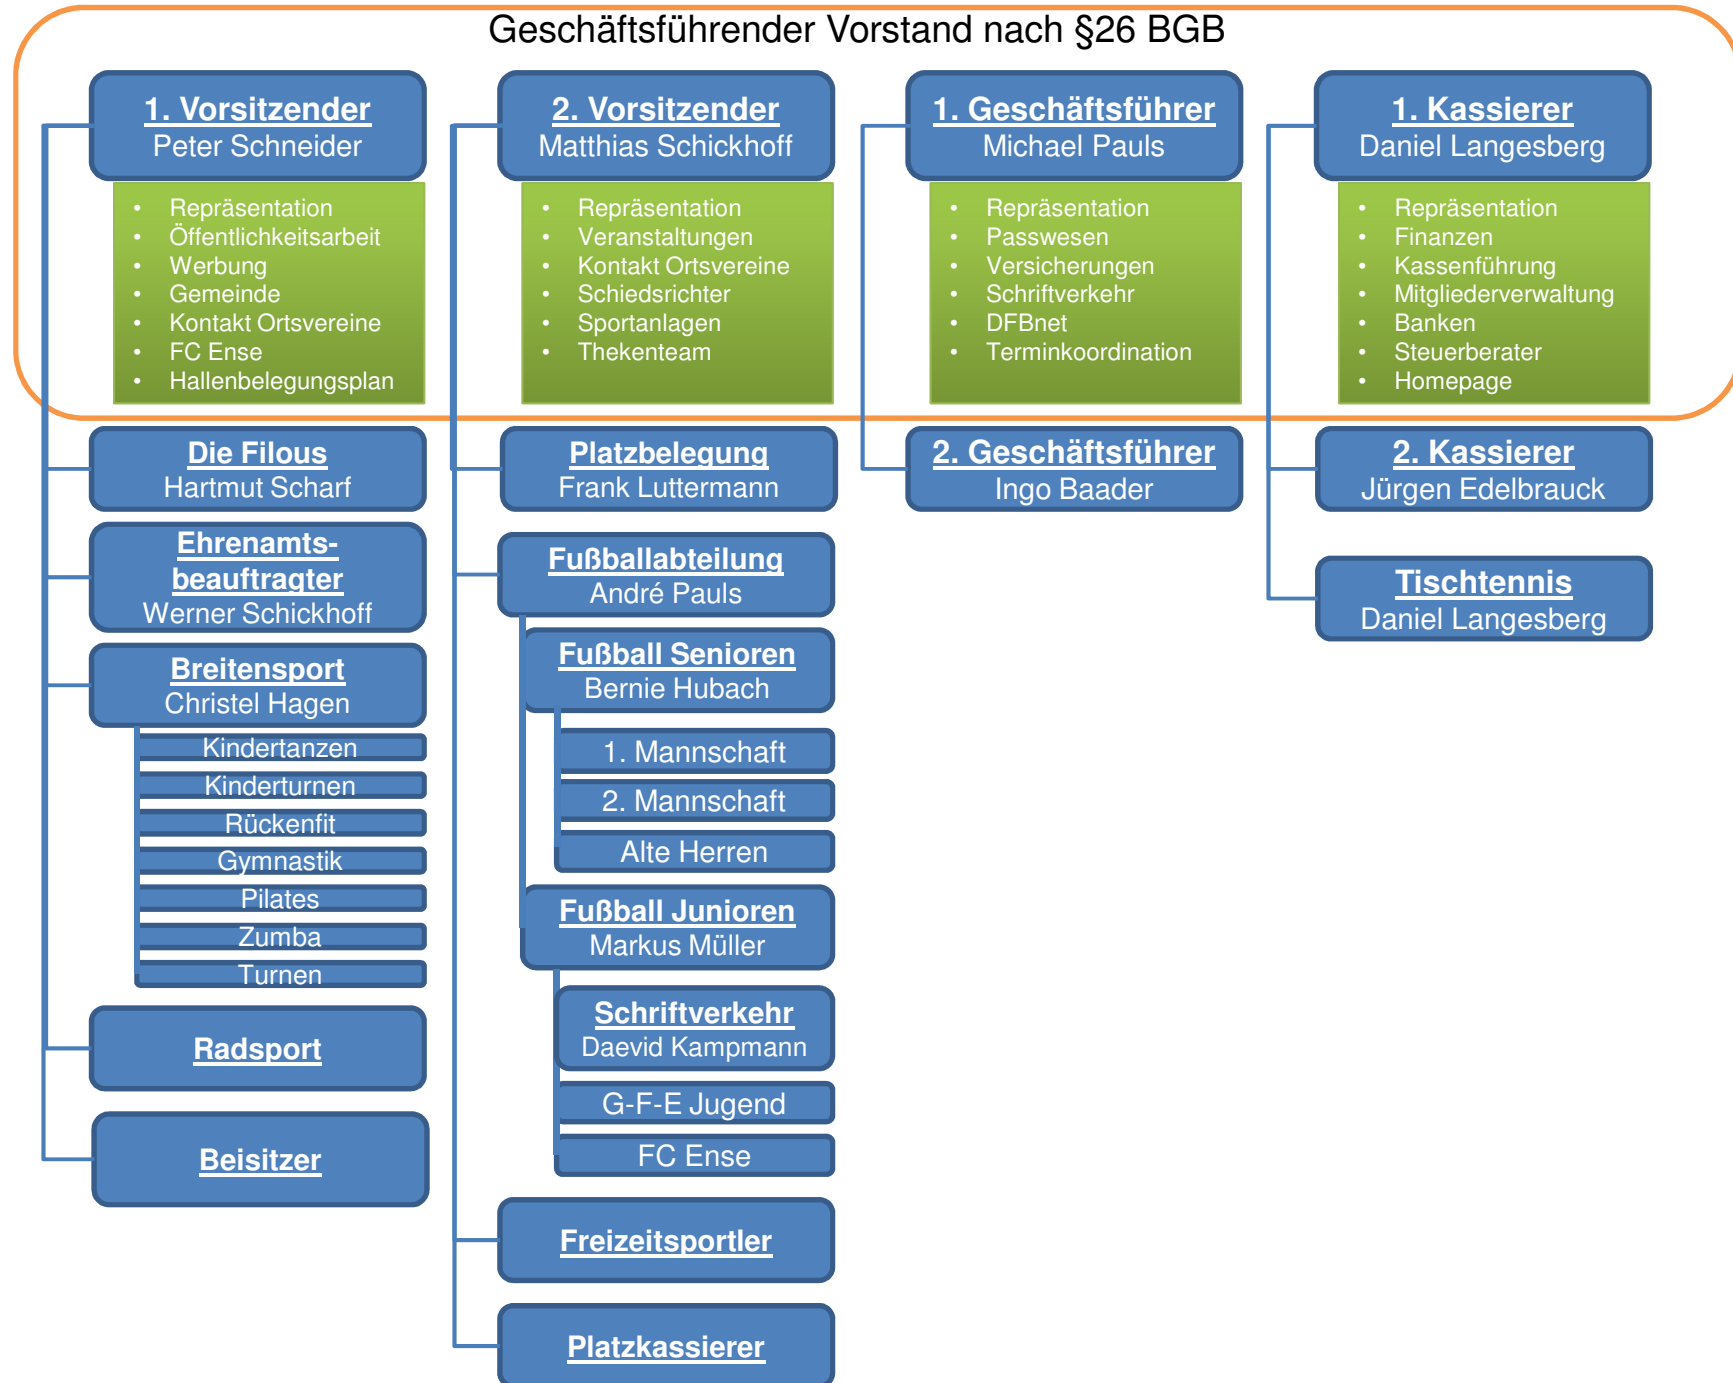 Geschäftsführender Vorstand nach §26 BGB
1. Vorsitzender
Peter Schneider
• Repräsentation
• Öffentlichkeitsarbeit
• Werbung
• Gemeinde
• Kontakt Ortsvereine
• FC Ense
• Hallenbelegungsplan
Die Filous
Hartmut Scharf
Ehrenamts-
beauftragter
Werner Schickhoff
Breitensport
Christel Hagen
Kindertanzen
Kinderturnen
Rückenfit
Gymnastik
Pilates
Zumba
Turnen
Radsport
Beisitzer
2. Vorsitzender
Matthias Schickhoff
• Repräsentation
• Veranstaltungen
• Kontakt Ortsvereine
• Schiedsrichter
• Sportanlagen
• Thekenteam
Platzbelegung
Frank Luttermann
Fußballabteilung
André Pauls
Fußball Senioren
Bernie Hubach
1. Mannschaft
2. Mannschaft
Alte Herren
Fußball Junioren
Markus Müller
Schriftverkehr
Daevid Kampmann
G-F-E Jugend
FC Ense
Freizeitsportler
Platzkassierer
1. Geschäftsführer
Michael Pauls
• Repräsentation
• Passwesen
• Versicherungen
• Schriftverkehr
• DFBnet
• Terminkoordination
2. Geschäftsführer
Ingo Baader
1. Kassierer
Daniel Langesberg
• Repräsentation
• Finanzen
• Kassenführung
• Mitgliederverwaltung
• Banken
• Steuerberater
• Homepage
2. Kassierer
Jürgen Edelbrauck
Tischtennis
Daniel Langesberg